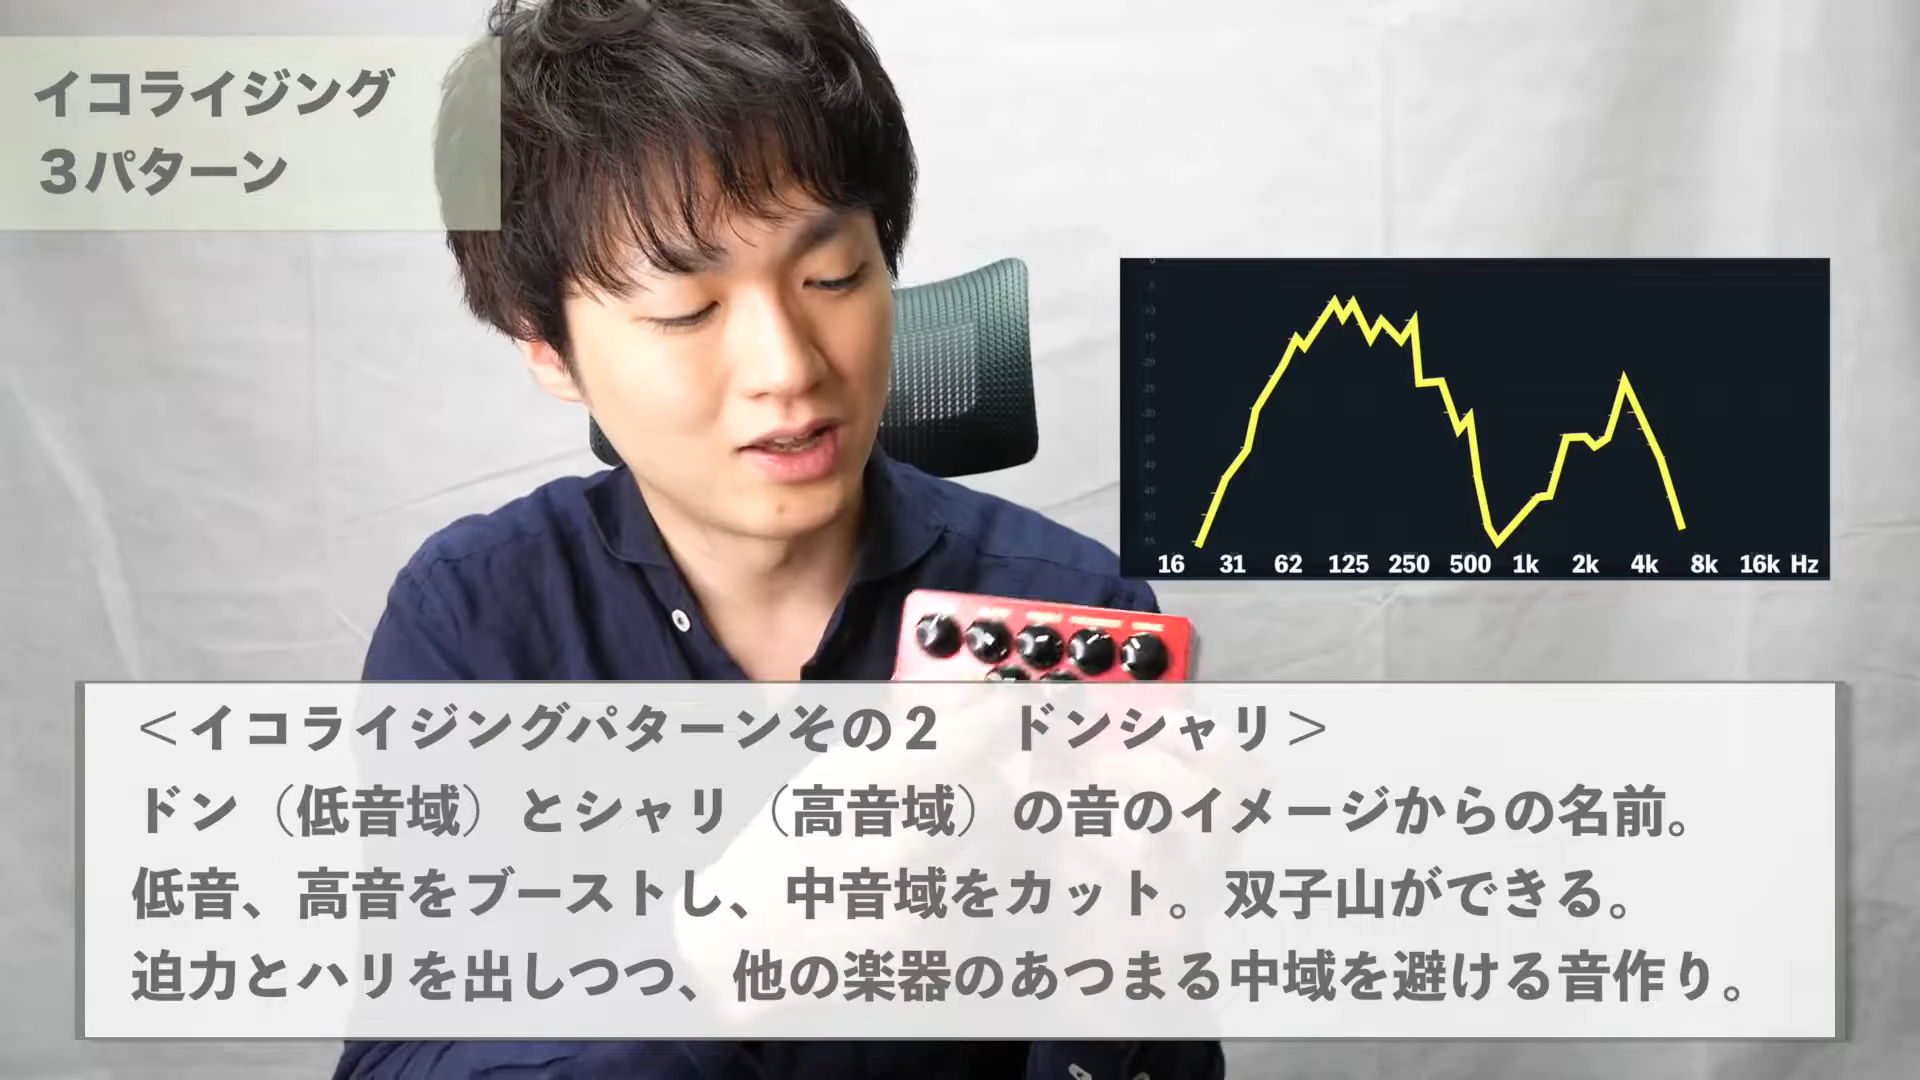 イコライジング
３パターン
16 31 62 125 250 500 1k 2k 4k 8k 16k Hz
＜イコライジングパターンその２　ドンシャリ＞
ドン（低音域）とシャリ（高音域）の音のイメージからの名前。
低音、高音をブーストし、中音域をカット。双子山ができる。
迫力とハリを出しつつ、他の楽器のあつまる中域を避ける音作り。